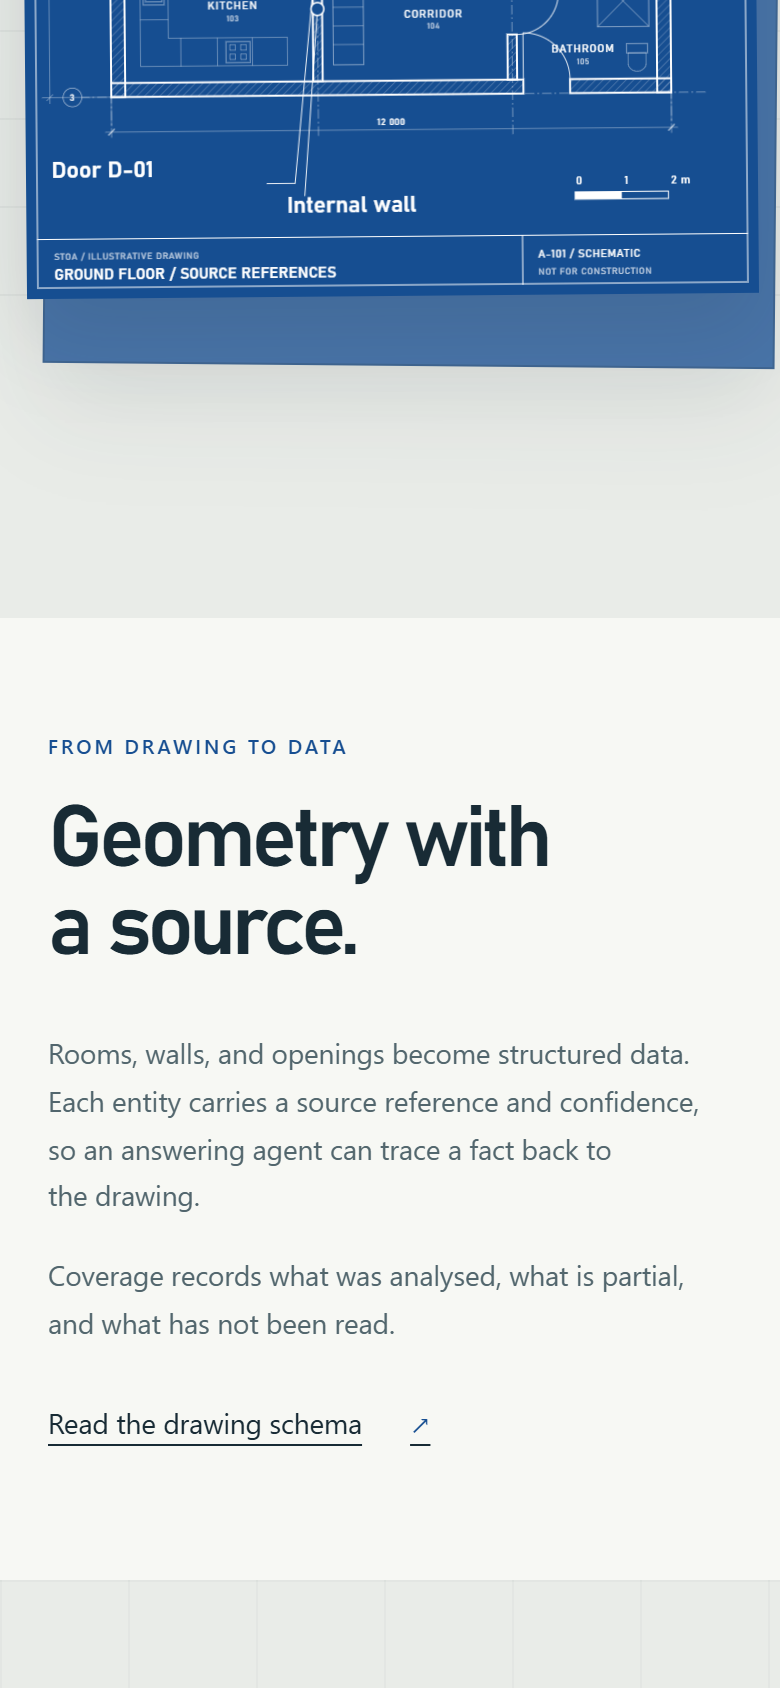 KITCHEN
103
CORRIDOR
104
BATHROOM
105
3
12 000
Door D-01
Internal wall
0 1 2 m
STOA / ILLUSTRATIVE DRAWING
GROUND FLOOR / SOURCE REFERENCES
A-101 / SCHEMATIC
NOT FOR CONSTRUCTION
FROM DRAWING TO DATA
Geometry with
a source.
Rooms, walls, and openings become structured data.
Each entity carries a source reference and confidence,
so an answering agent can trace a fact back to
the drawing.
Coverage records what was analysed, what is partial,
and what has not been read.
Read the drawing schema ↗